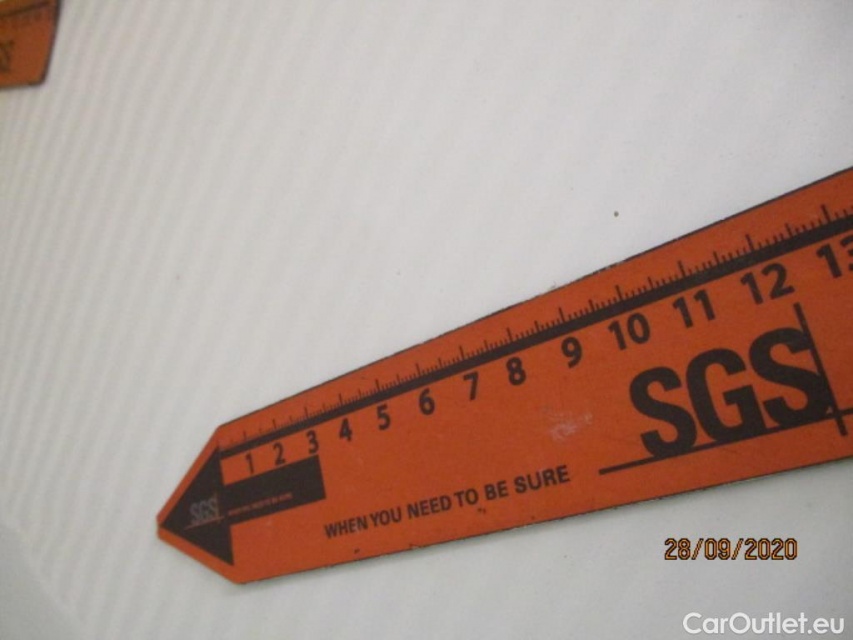 1 2 3 4 5 6 7 8 9 10 11 12 13
SGS
SGS
WHEN YOU NEED TO BE SURE
28/09/2020
CarOutlet.eu